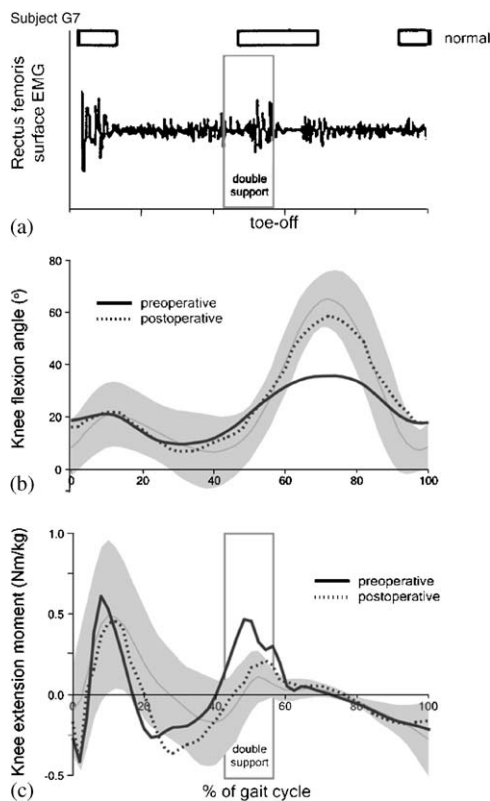 Subject G7
normal
Rectus femoris
surface EMG
double
support
toe-off
(a)
Knee flexion angle (°)
80
60
40
20
0
preoperative
postoperative
0 20 40 60 80 100
(b)
Knee extension moment (Nm/kg)
1.0
0.5
0.0
-0.5
preoperative
postoperative
20 40 60 80 100
double
support
(c)
% of gait cycle